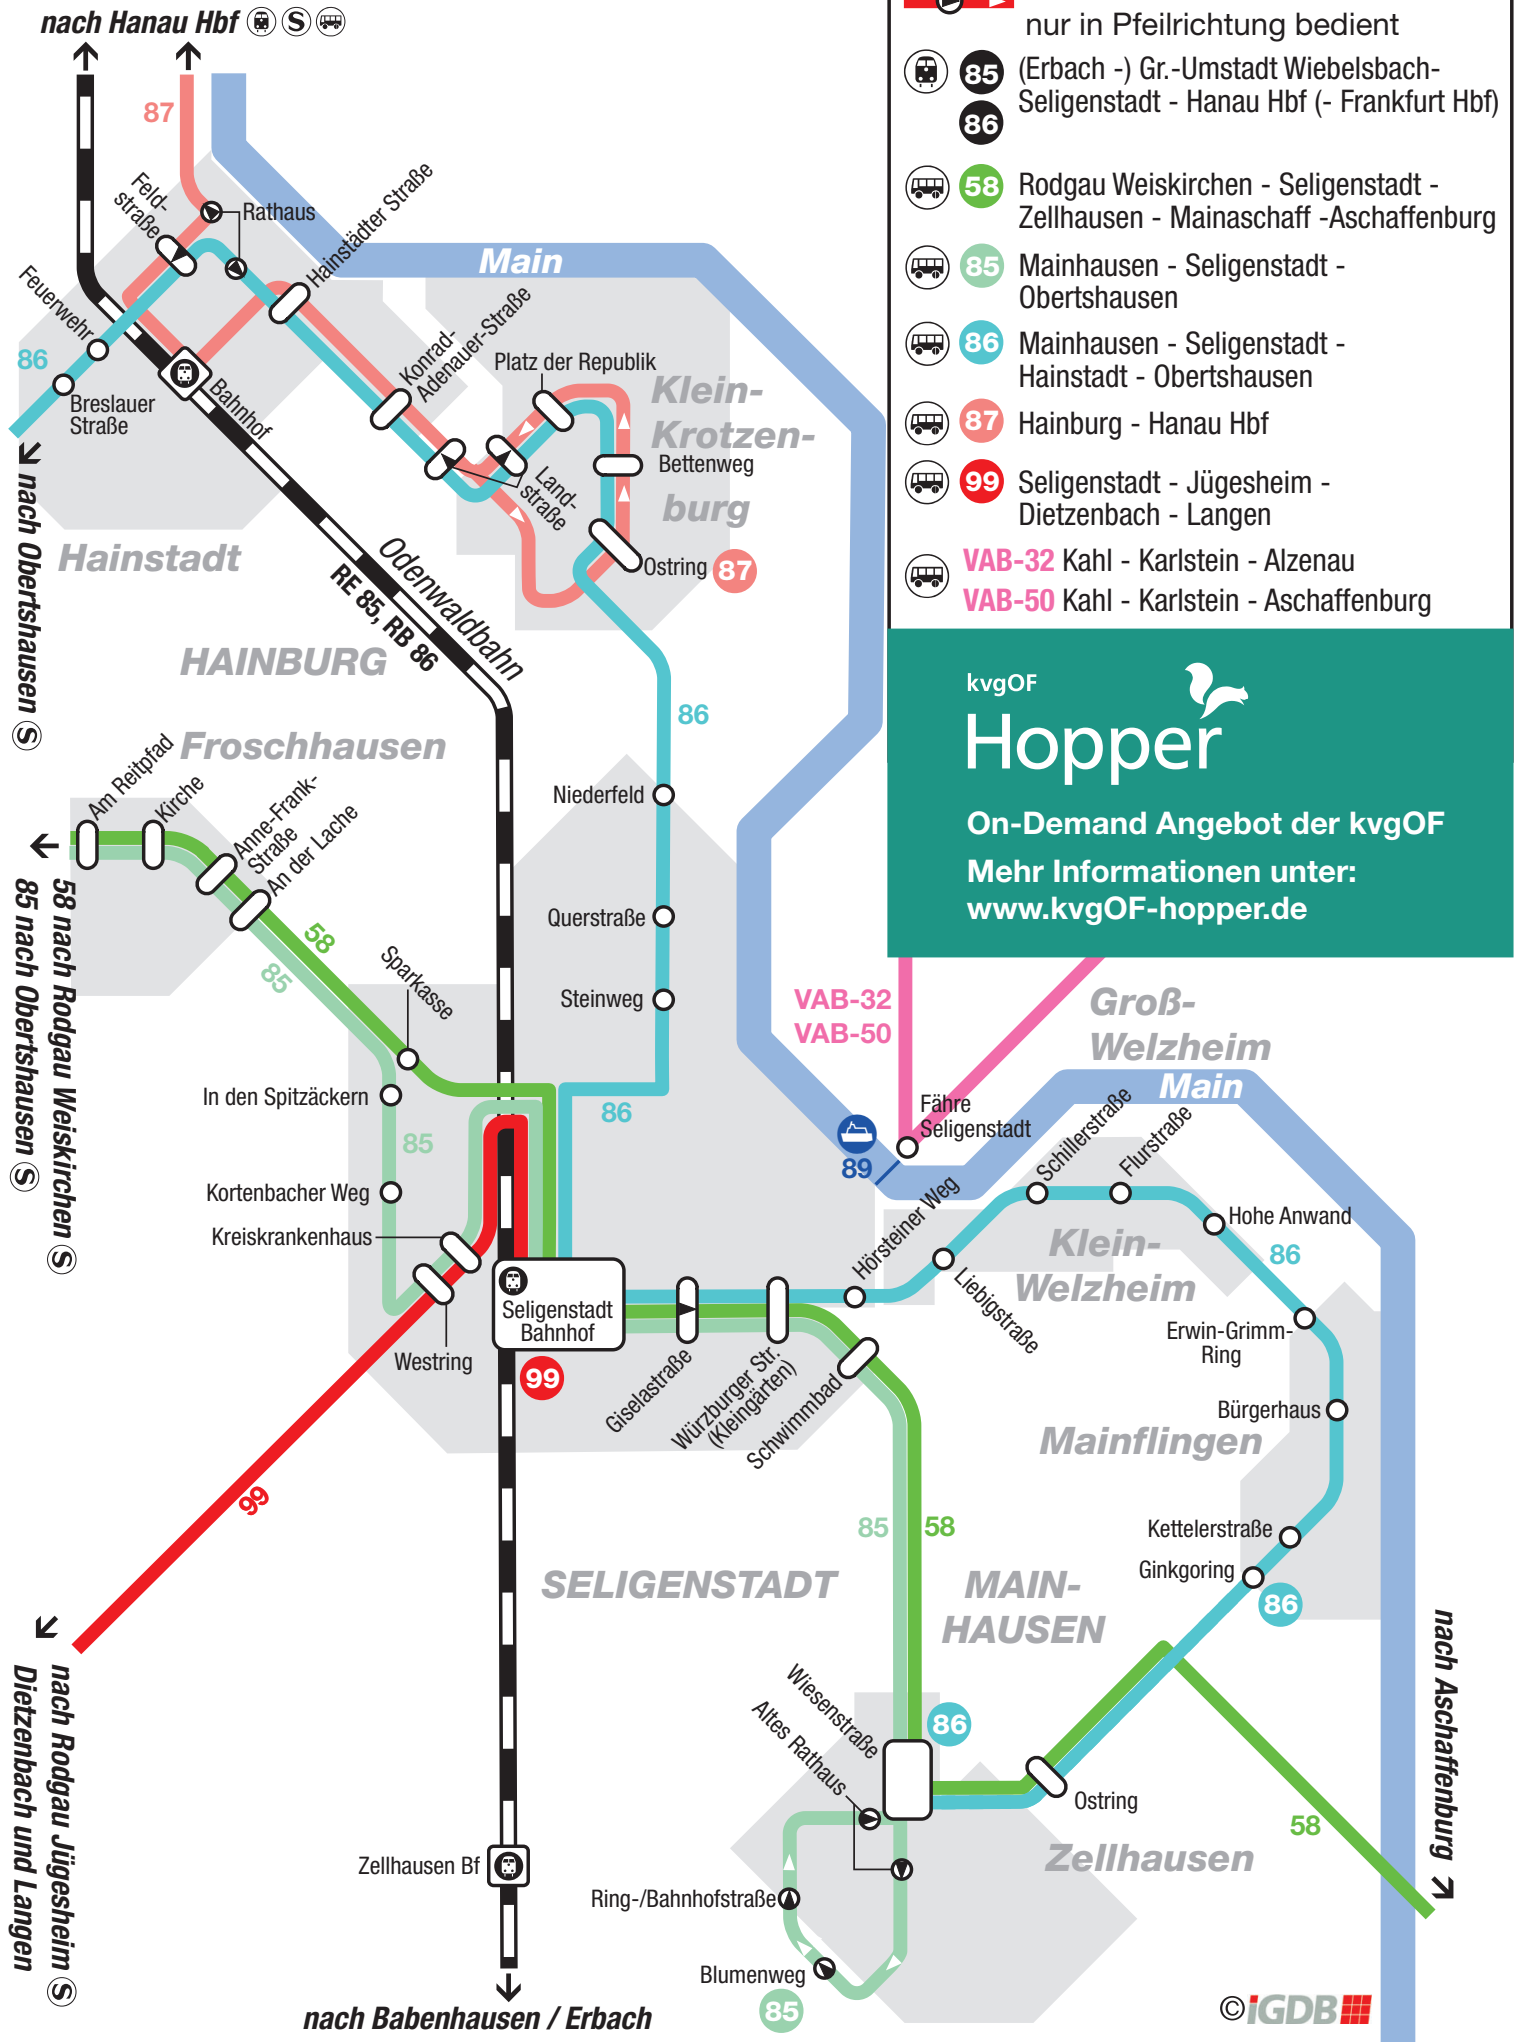 nach Hanau Hbf S
87
Feld-
straße
Rathaus
Hainstädter Straße
Feuerwehr
86
Breslauer
Straße
Bahnhof
Konrad-
Adenauer-Straße
Main
Platz der Republik
Klein-
Krotzen-
burg
Bettenweg
Land-
straße
Ostring 87
nach Obertshausen S
Hainstadt
Odenwaldbahn
RE 85, RB 86
HAINBURG
86
Froschhausen
Am Reitpfad
Kirche
Anne-Frank-
Straße
An der Lache
58 nach Rodgau Weiskirchen S
85 nach Obertshausen S
58
85
Sparkasse
Niederfeld
Querstraße
Steinweg
In den Spitzäckern
85
86
Kortenbacher Weg
Kreiskrankenhaus
Westring
Seligenstadt
Bahnhof
99
99
nach Rodgau Jügesheim S
Dietzenbach und Langen
nur in Pfeilrichtung bedient
85 (Erbach -) Gr.-Umstadt Wiebelsbach-
86 Seligenstadt - Hanau Hbf (- Frankfurt Hbf)
58 Rodgau Weiskirchen - Seligenstadt -
Zellhausen - Mainaschaff -Aschaffenburg
85 Mainhausen - Seligenstadt -
Obertshausen
86 Mainhausen - Seligenstadt -
Hainstadt - Obertshausen
87 Hainburg - Hanau Hbf
99 Seligenstadt - Jügesheim -
Dietzenbach - Langen
VAB-32 Kahl - Karlstein - Alzenau
VAB-50 Kahl - Karlstein - Aschaffenburg
kvgOF
Hopper
On-Demand Angebot der kvgOF
Mehr Informationen unter:
www.kvgOF-hopper.de
VAB-32
VAB-50
Groß-
Welzheim
Main
Fähre
Seligenstadt
89
Schillerstraße
Flurstraße
Hörsteiner Weg
Liebigstraße
Klein-
Welzheim
Hohe Anwand
86
Erwin-Grimm-
Ring
Bürgerhaus
Mainflingen
Kettelerstraße
Ginkgoring
86
Giselastraße
Würzburger Str.
(Kleingärten)
Schwimmbad
85
58
SELIGENSTADT
MAIN-
HAUSEN
Wiesenstraße
Altes Rathaus
86
Ostring
58
nach Aschaffenburg
Zellhausen
Zellhausen Bf
Ring-/Bahnhofstraße
Blumenweg
85
nach Babenhausen / Erbach
© iGDB